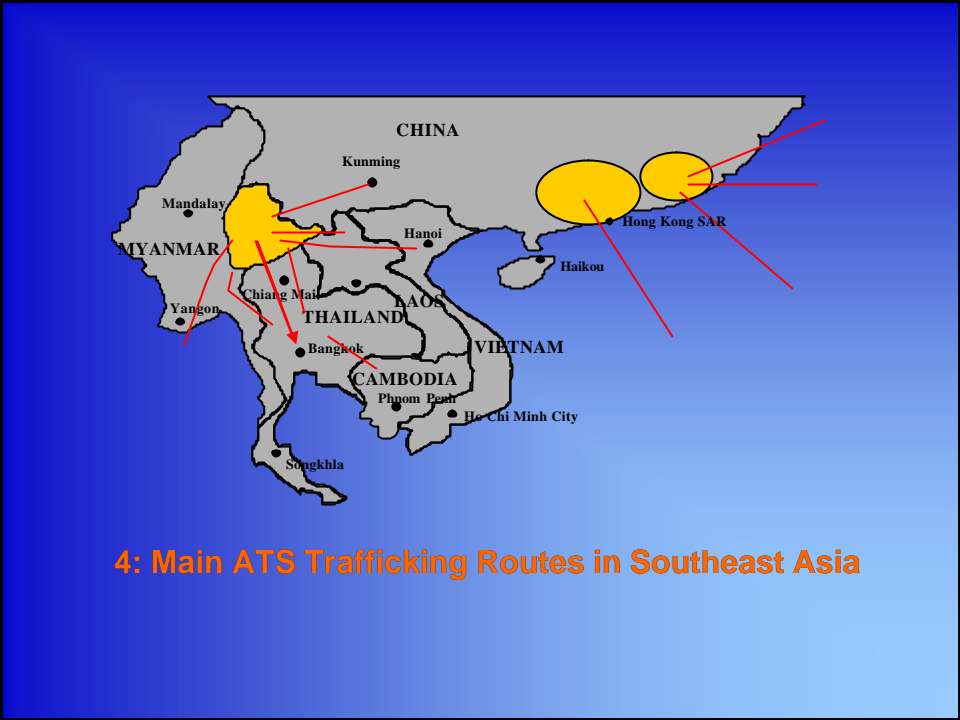 CHINA
Kunming
Mandalay
Hong Kong SAR
Hanoi
MYANMAR
Haikou
Chiang Mai
LAOS
Yangon
THAILAND
Bangkok
VIETNAM
CAMBODIA
Phnom Penh
Ho Chi Minh City
Songkhla
4: Main ATS Trafficking Routes in Southeast Asia